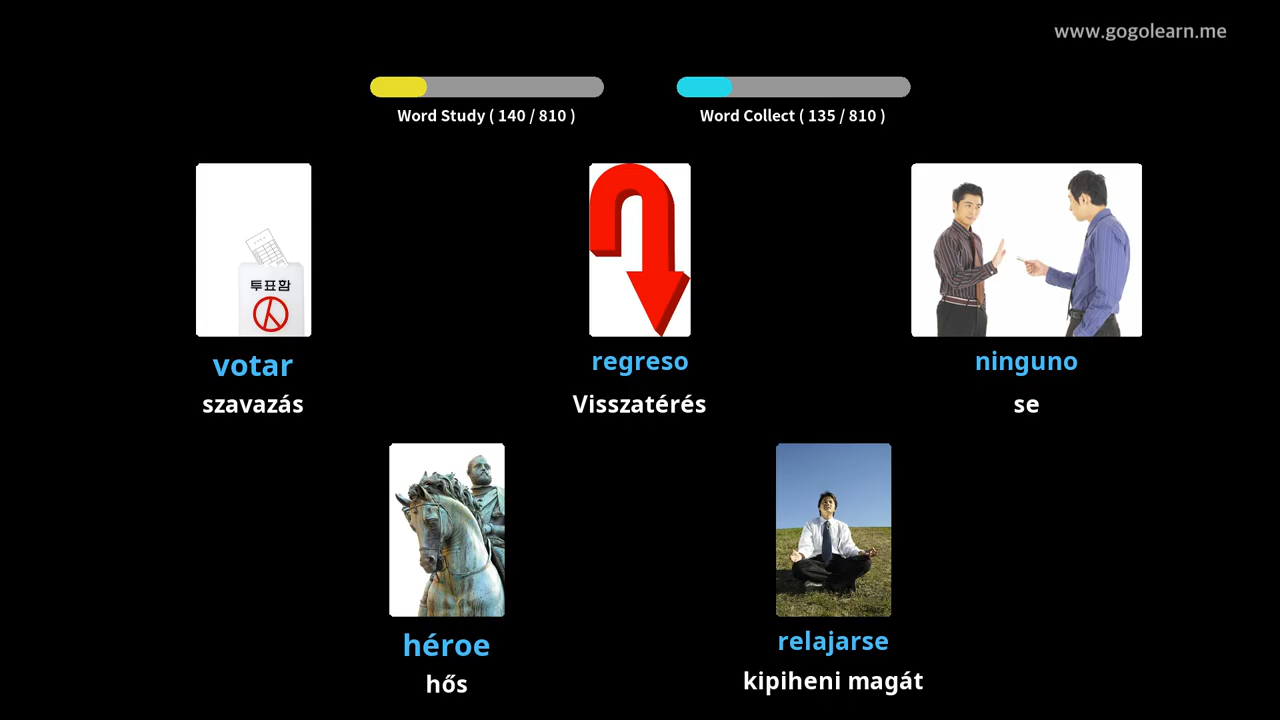 www.gogolearn.me
Word Study ( 140 / 810 )
Word Collect ( 135 / 810 )
투표함
votar
szavazás
regreso
Visszatérés
ninguno
se
héroe
hős
relajarse
kipiheni magát